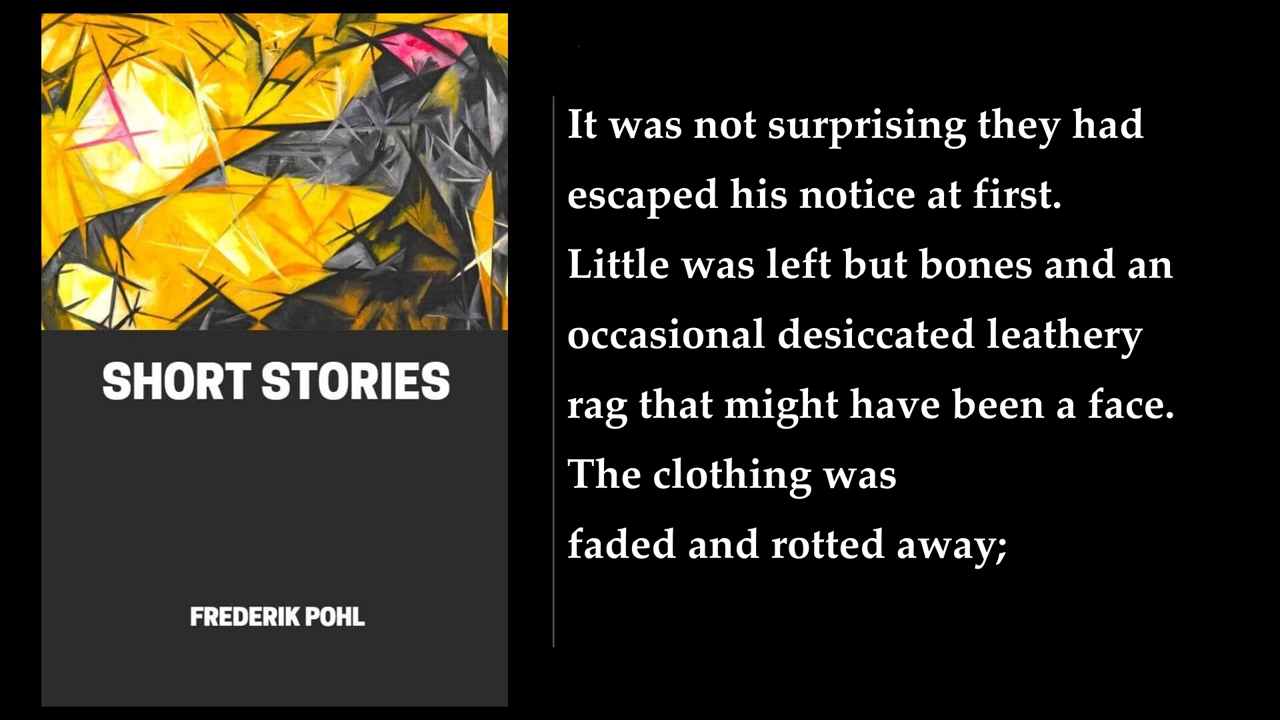 SHORT STORIES
FREDERIK POHL
It was not surprising they had
escaped his notice at first.
Little was left but bones and an
occasional desiccated leathery
rag that might have been a face.
The clothing was
faded and rotted away;